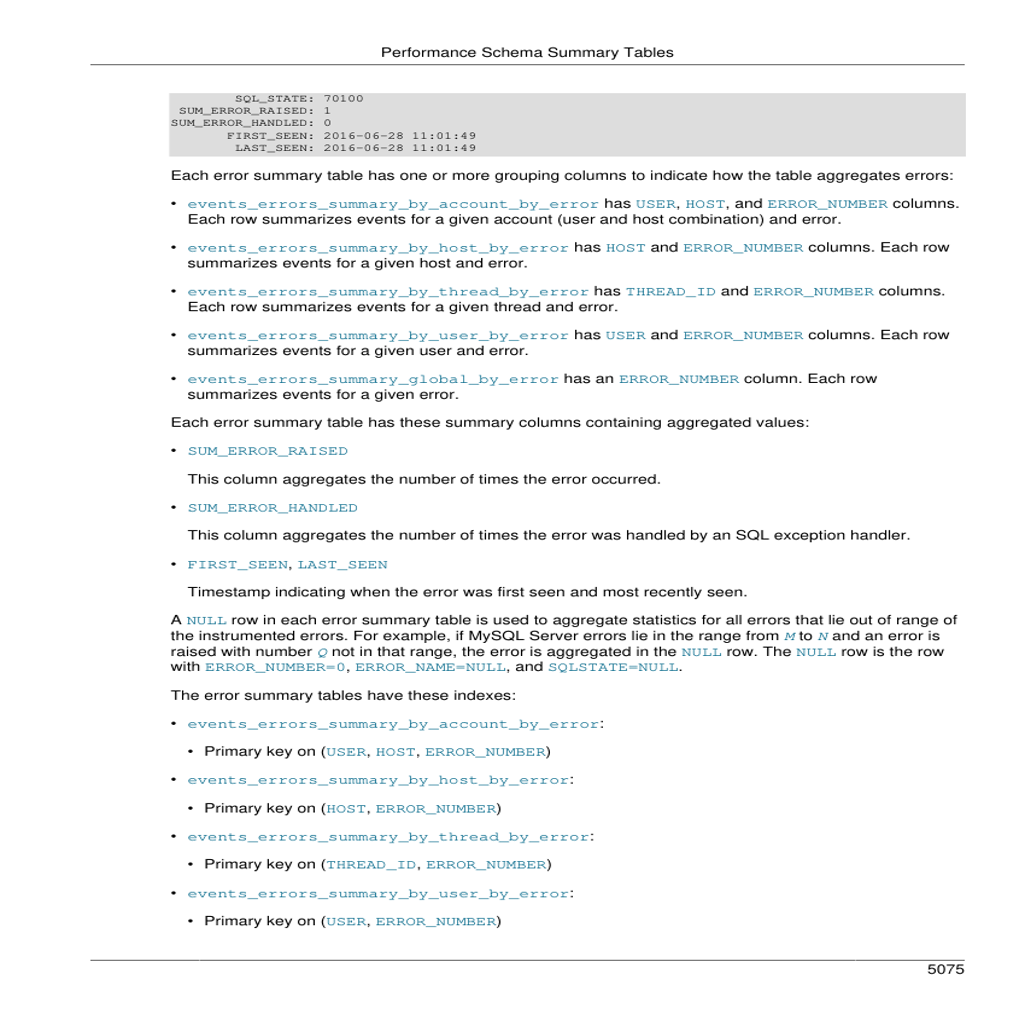 Performance Schema Summary Tables
SQL_STATE: 70100
SUM_ERROR_RAISED: 1
SUM_ERROR_HANDLED: 0
FIRST_SEEN: 2016-06-28 11:01:49
LAST_SEEN: 2016-06-28 11:01:49
Each error summary table has one or more grouping columns to indicate how the table aggregates errors:
• events_errors_summary_by_account_by_error has USER, HOST, and ERROR_NUMBER columns.
Each row summarizes events for a given account (user and host combination) and error.
• events_errors_summary_by_host_by_error has HOST and ERROR_NUMBER columns. Each row
summarizes events for a given host and error.
• events_errors_summary_by_thread_by_error has THREAD_ID and ERROR_NUMBER columns.
Each row summarizes events for a given thread and error.
• events_errors_summary_by_user_by_error has USER and ERROR_NUMBER columns. Each row
summarizes events for a given user and error.
• events_errors_summary_global_by_error has an ERROR_NUMBER column. Each row
summarizes events for a given error.
Each error summary table has these summary columns containing aggregated values:
• SUM_ERROR_RAISED
This column aggregates the number of times the error occurred.
• SUM_ERROR_HANDLED
This column aggregates the number of times the error was handled by an SQL exception handler.
• FIRST_SEEN, LAST_SEEN
Timestamp indicating when the error was first seen and most recently seen.
A NULL row in each error summary table is used to aggregate statistics for all errors that lie out of range of
the instrumented errors. For example, if MySQL Server errors lie in the range from M to N and an error is
raised with number Q not in that range, the error is aggregated in the NULL row. The NULL row is the row
with ERROR_NUMBER=0, ERROR_NAME=NULL, and SQLSTATE=NULL.
The error summary tables have these indexes:
• events_errors_summary_by_account_by_error:
• Primary key on (USER, HOST, ERROR_NUMBER)
• events_errors_summary_by_host_by_error:
• Primary key on (HOST, ERROR_NUMBER)
• events_errors_summary_by_thread_by_error:
• Primary key on (THREAD_ID, ERROR_NUMBER)
• events_errors_summary_by_user_by_error:
• Primary key on (USER, ERROR_NUMBER)
5075